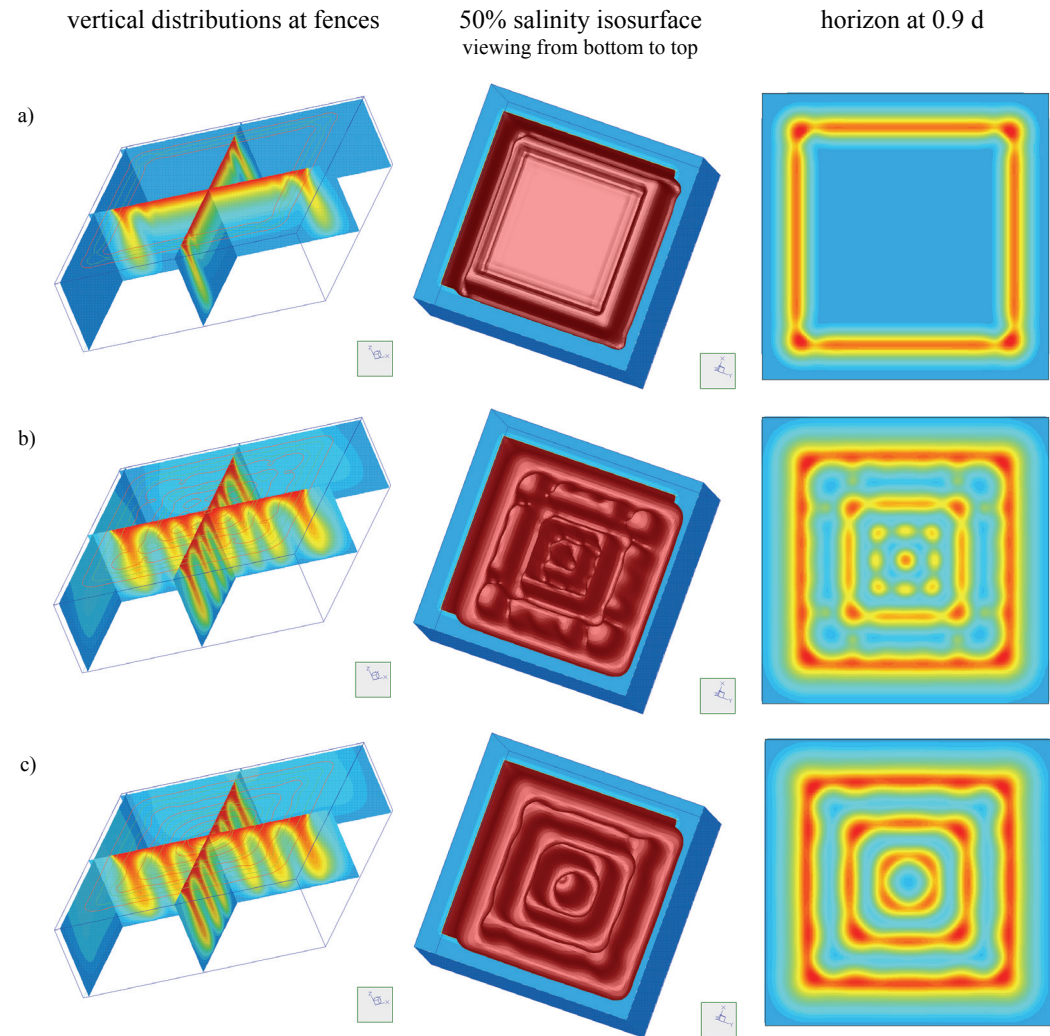 vertical distributions at fences
50% salinity isosurface
viewing from bottom to top
horizon at 0.9 d
a)
b)
c)